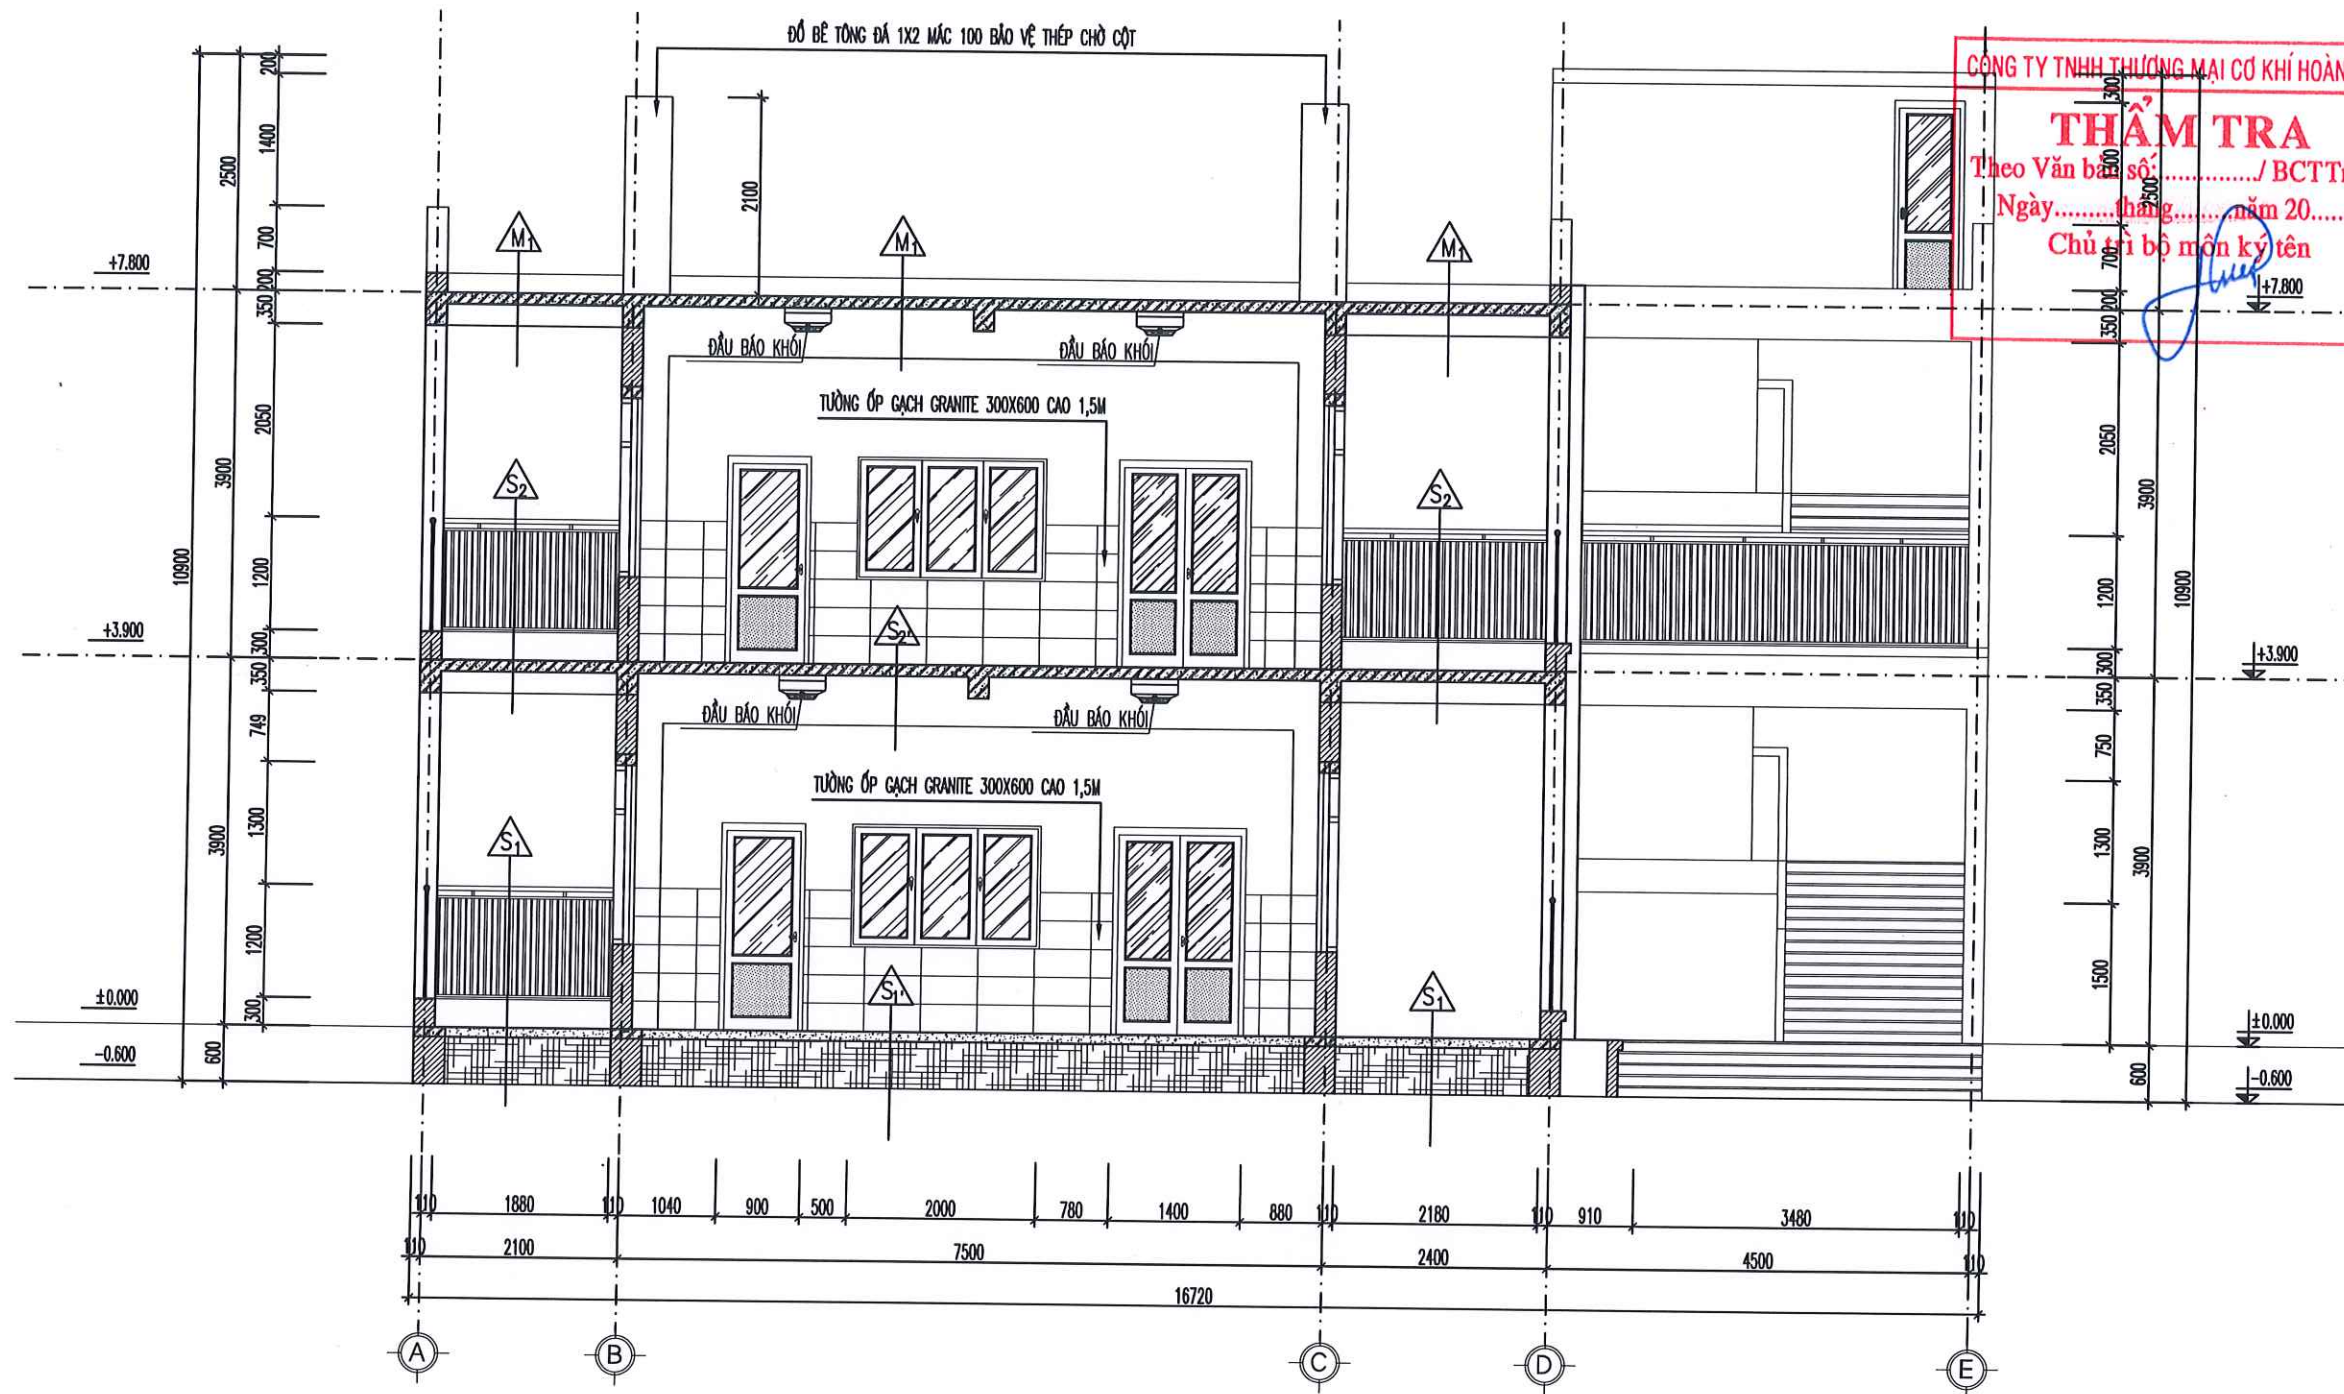 ĐỔ BÊ TÔNG ĐÁ 1X2 MÁC 100 BẢO VỆ THÉP CHỜ CỘT
CÔNG TY TNHH THƯƠNG MẠI CƠ KHÍ HOÀN
THẨM TRA
Theo Văn bản số:............../ BCTTr
Ngày.........tháng.........năm 20......
Chủ trì bộ môn ký tên
200
1400
700
200
350
2050
1200
300
350
749
1300
1200
300
2500
3900
3900
600
10900
+7.800
+3.900
±0.000
-0.600
2100
M1
M1
M1
ĐẦU BÁO KHÓI
ĐẦU BÁO KHÓI
TƯỜNG ỐP GẠCH GRANITE 300X600 CAO 1,5M
S2
S2
S2'
ĐẦU BÁO KHÓI
ĐẦU BÁO KHÓI
TƯỜNG ỐP GẠCH GRANITE 300X600 CAO 1,5M
S1
S1'
S1
300
1300
700
200
350
2050
1200
300
350
750
1300
1500
2500
3900
3900
600
10900
+7.800
+3.900
±0.000
-0.600
110 1880 110 1040 900 500 2000 780 1400 880 110 2180 110 910 3480 110
110 2100 7500 2400 4500 110
16720
A B C D E